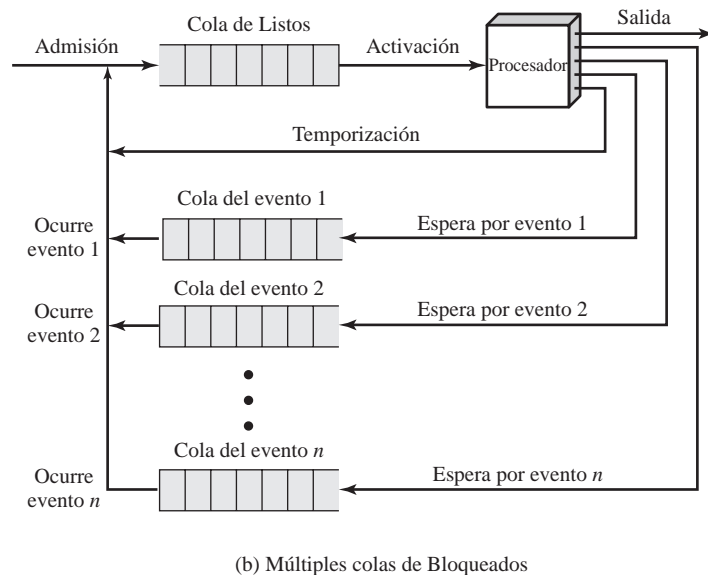 Salida
Cola de Listos
Admisión
Activación
Procesador
Temporización
Cola del evento 1
Ocurre
evento 1
Espera por evento 1
Cola del evento 2
Ocurre
evento 2
Espera por evento 2
Cola del evento n
Ocurre
evento n
Espera por evento n
(b) Múltiples colas de Bloqueados